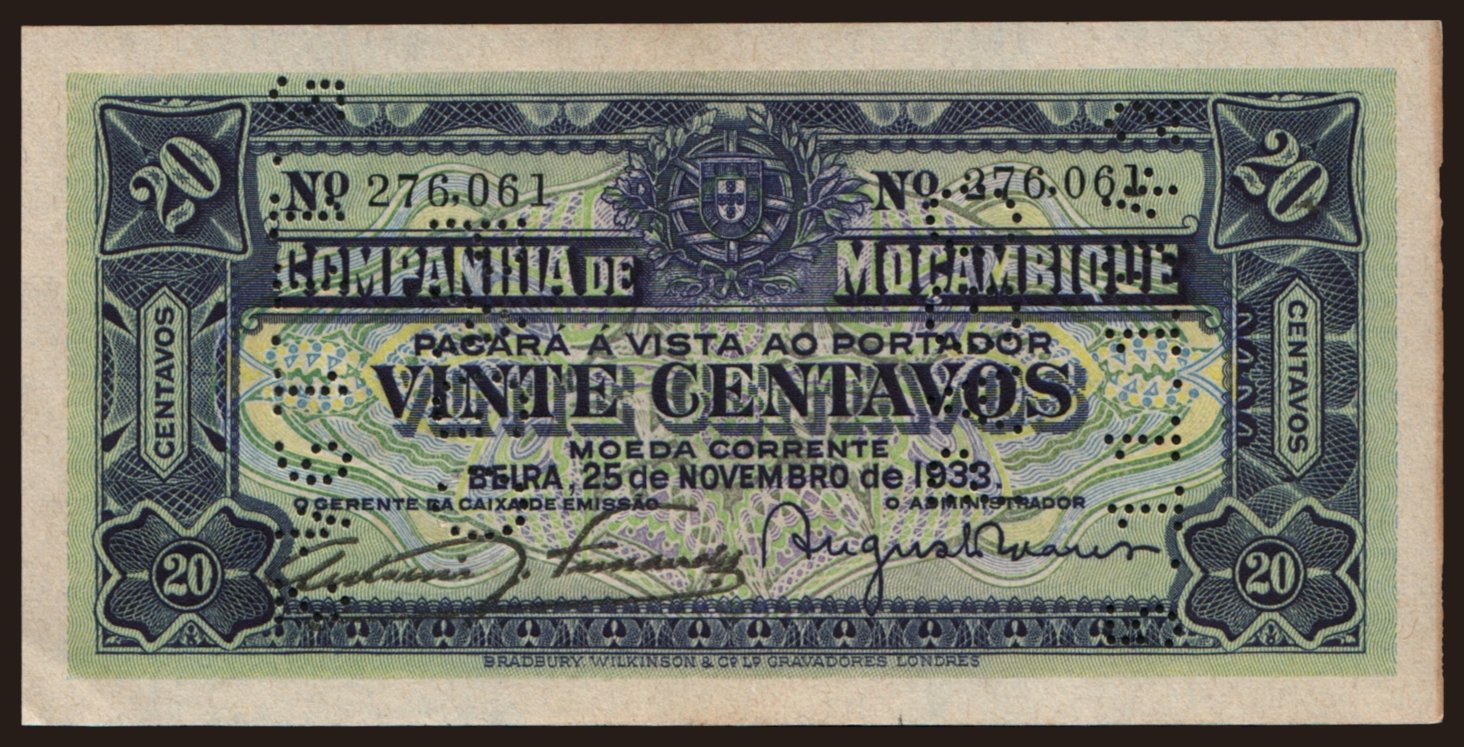 20 20
Nº 276,061 Nº 276,061
COMPANHIA DE MOÇAMBIQUE
PAGARÁ Á VISTA AO PORTADOR
VINTE CENTAVOS
CENTAVOS CENTAVOS
MOEDA CORRENTE
BEIRA, 25 de NOVEMBRO de 1933,
O GERENTE DA CAIXA DE EMISSÃO O ADMINISTRADOR
20 20
BRADBURY, WILKINSON & Cº Lº GRAVADORES LONDRES